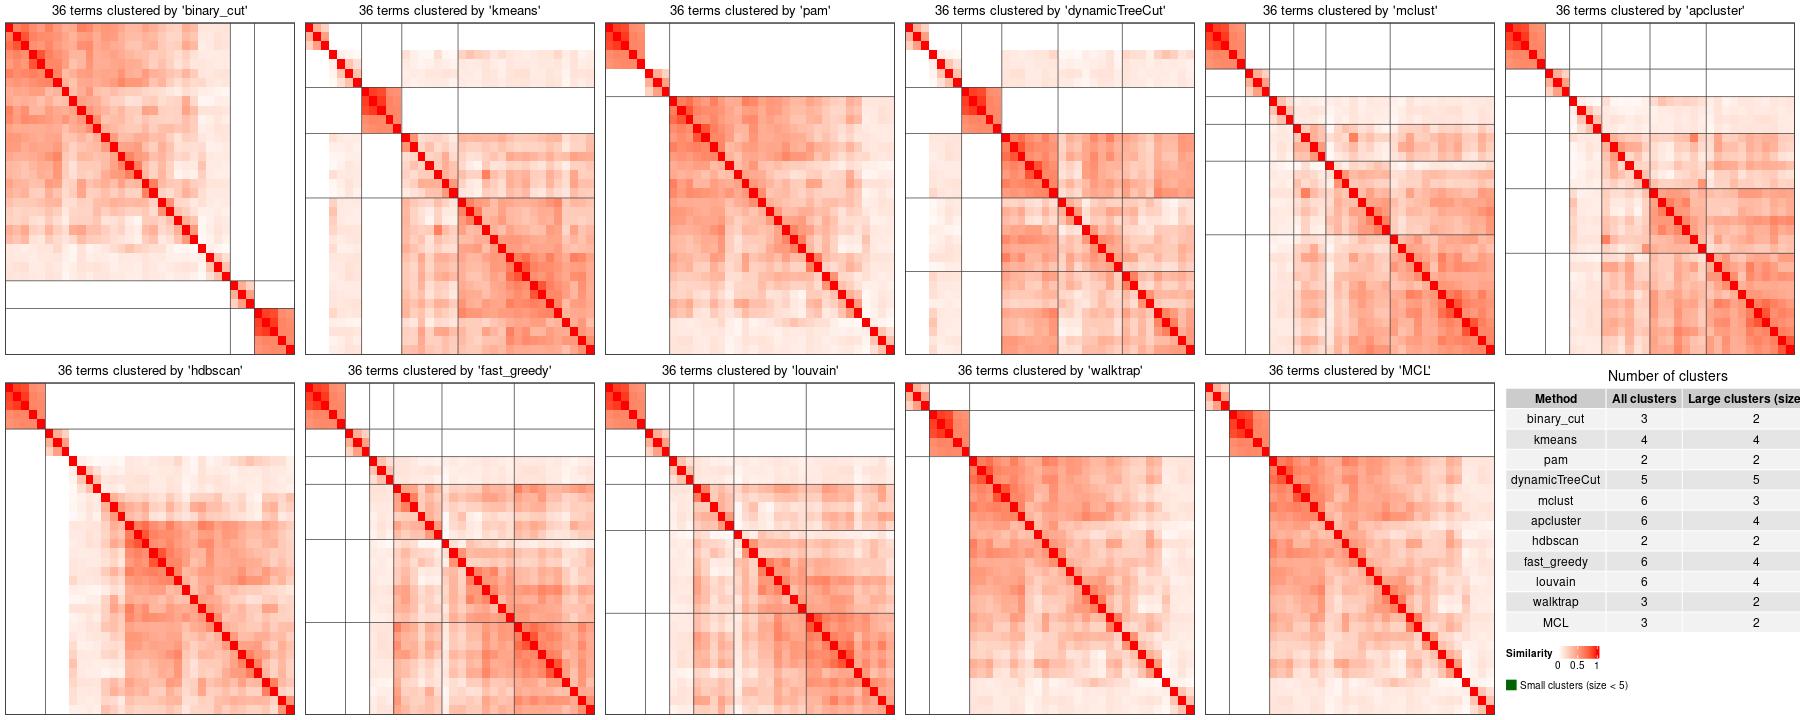 36 terms clustered by 'binary_cut'
36 terms clustered by 'kmeans'
36 terms clustered by 'pam'
36 terms clustered by 'dynamicTreeCut'
36 terms clustered by 'mclust'
36 terms clustered by 'apcluster'
36 terms clustered by 'hdbscan'
36 terms clustered by 'fast_greedy'
36 terms clustered by 'louvain'
36 terms clustered by 'walktrap'
36 terms clustered by 'MCL'
Number of clusters
Method All clusters Large clusters (size
binary_cut 3 2
kmeans 4 4
pam 2 2
dynamicTreeCut 5 5
mclust 6 3
apcluster 6 4
hdbscan 2 2
fast_greedy 6 4
louvain 6 4
walktrap 3 2
MCL 3 2
Similarity
0 0.5 1
Small clusters (size < 5)